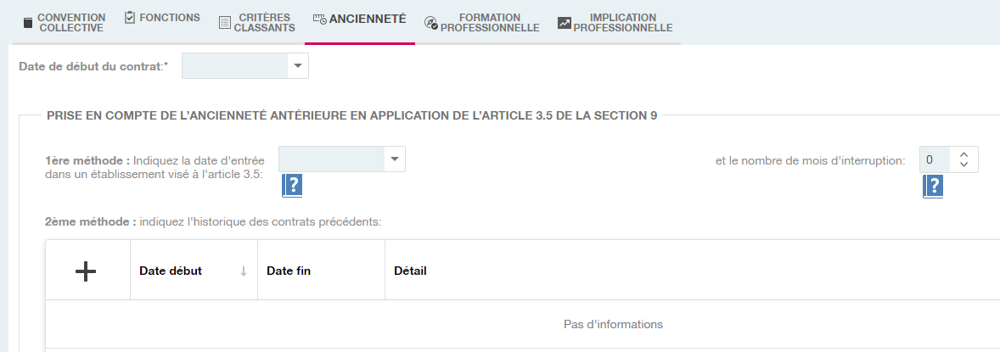 CONVENTION
COLLECTIVE
FONCTIONS
CRITÈRES
CLASSANTS
ANCIENNETÉ
FORMATION
PROFESSIONNELLE
IMPLICATION
PROFESSIONNELLE
Date de début du contrat:*
PRISE EN COMPTE DE L'ANCIENNETÉ ANTÉRIEURE EN APPLICATION DE L'ARTICLE 3.5 DE LA SECTION 9
1ère méthode : Indiquez la date d'entrée
dans un établissement visé à l'article 3.5:
?
et le nombre de mois d'interruption:
0
?
2ème méthode : indiquez l'historique des contrats précédents:
Date début ↓ Date fin Détail
Pas d'informations